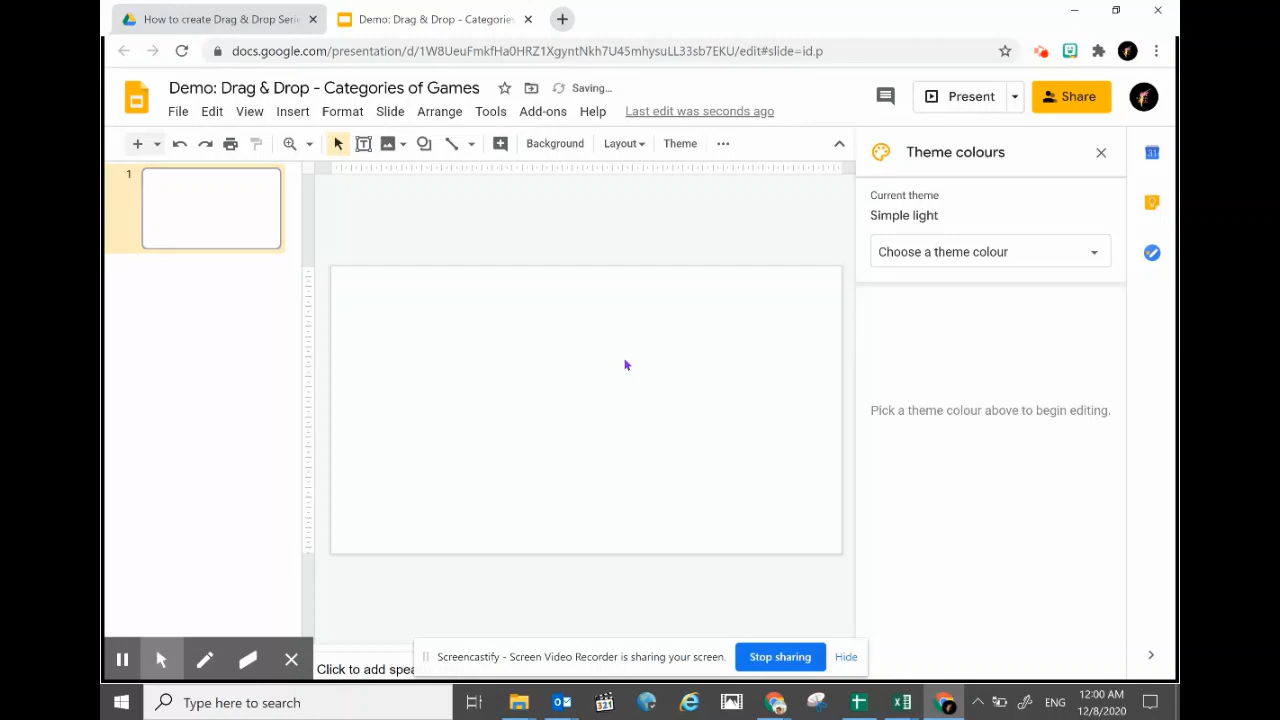 How to create Drag & Drop Serie
Demo: Drag & Drop - Categories
docs.google.com/presentation/d/1W8UeuFmkfHa0HRZ1XgyntNkh7U45mhysuLL33sb7EKU/edit#slide=id.p
Demo: Drag & Drop - Categories of Games
Saving...
File Edit View Insert Format Slide Arrange Tools Add-ons Help Last edit was seconds ago
Present
Share
Background Layout Theme
1
Theme colours
31
Current theme
Simple light
Choose a theme colour
Pick a theme colour above to begin editing.
Click to add spea
Screencastify - Screen Video Recorder is sharing your screen.
Stop sharing
Hide
Type here to search
321
ENG
12:00 AM
12/8/2020